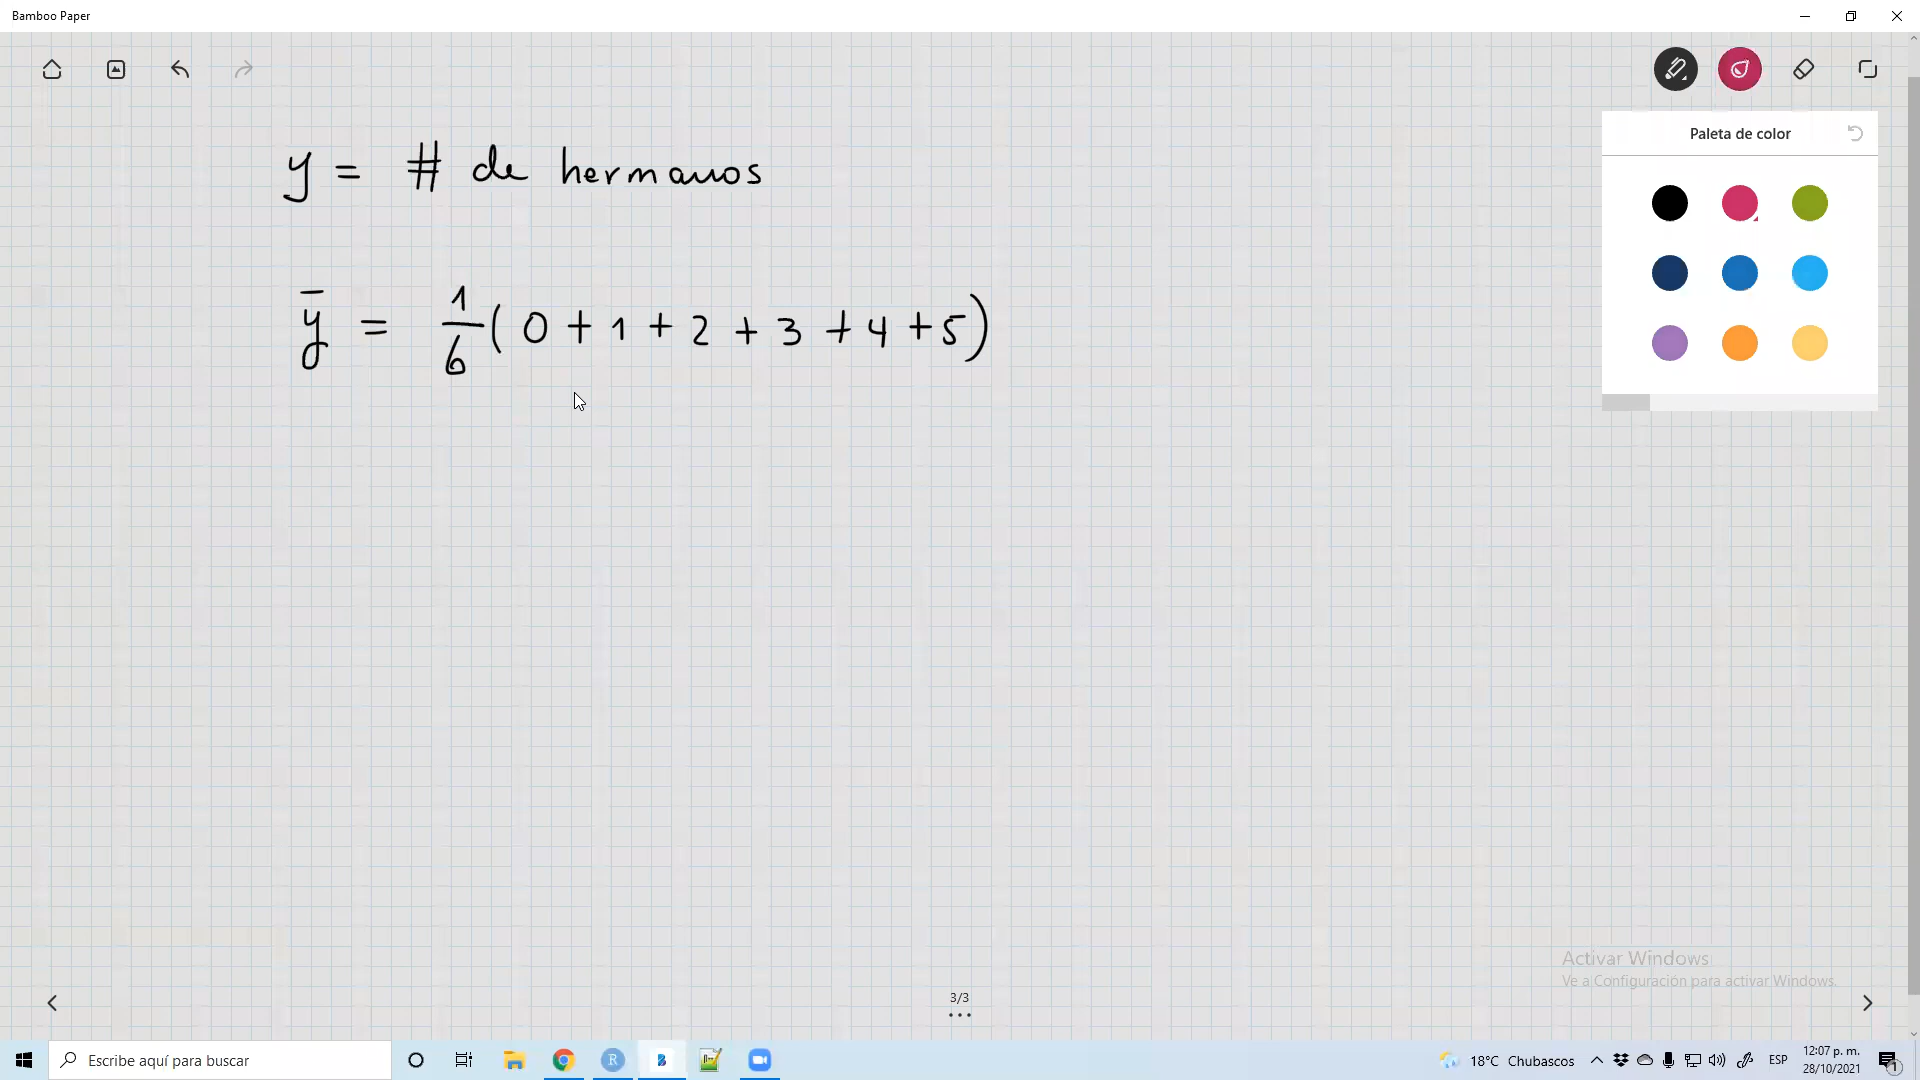 Bamboo Paper
Paleta de color
y = # de hermanos
y̅ = 1/6 ( 0 + 1 + 2 + 3 + 4 + 5 )
Activar Windows
Ve a Configuración para activar Windows.
3/3
Escribe aquí para buscar
18°C Chubascos
ESP
12:07 p. m.
28/10/2021
1